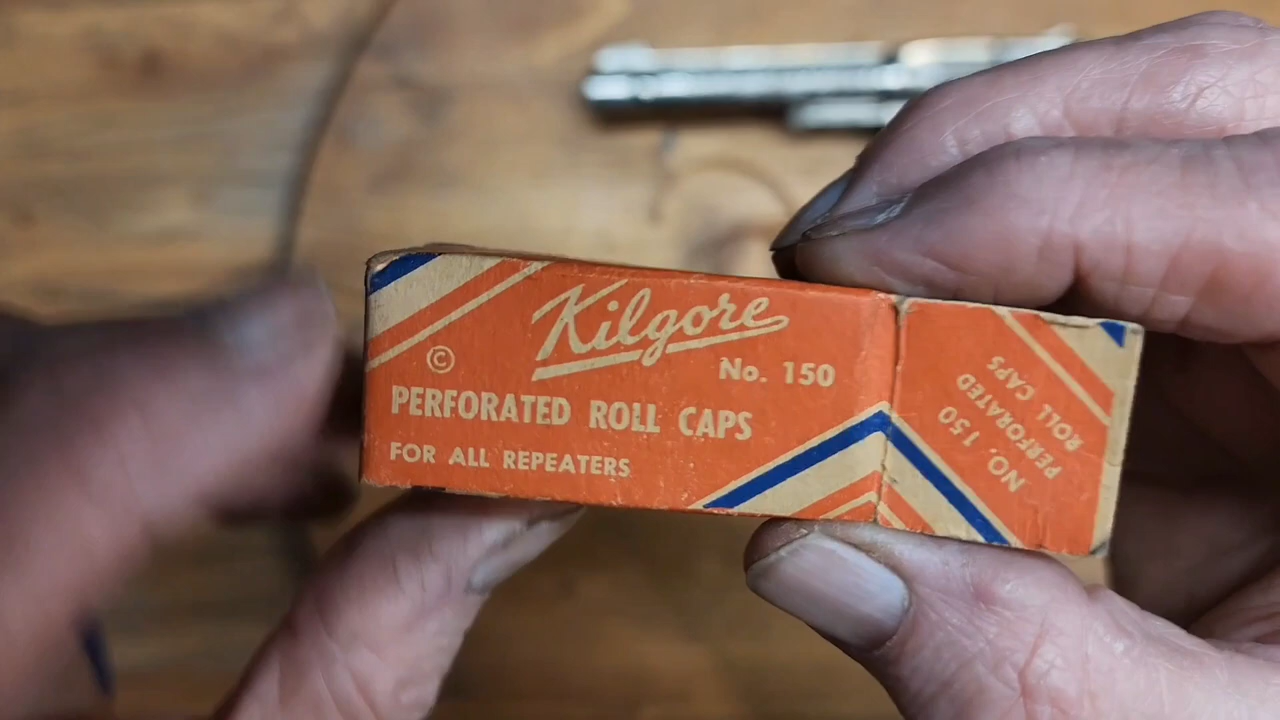 Kilgore
©
No. 150
PERFORATED ROLL CAPS
FOR ALL REPEATERS
NO. 150
PERFORATED
ROLL CAPS